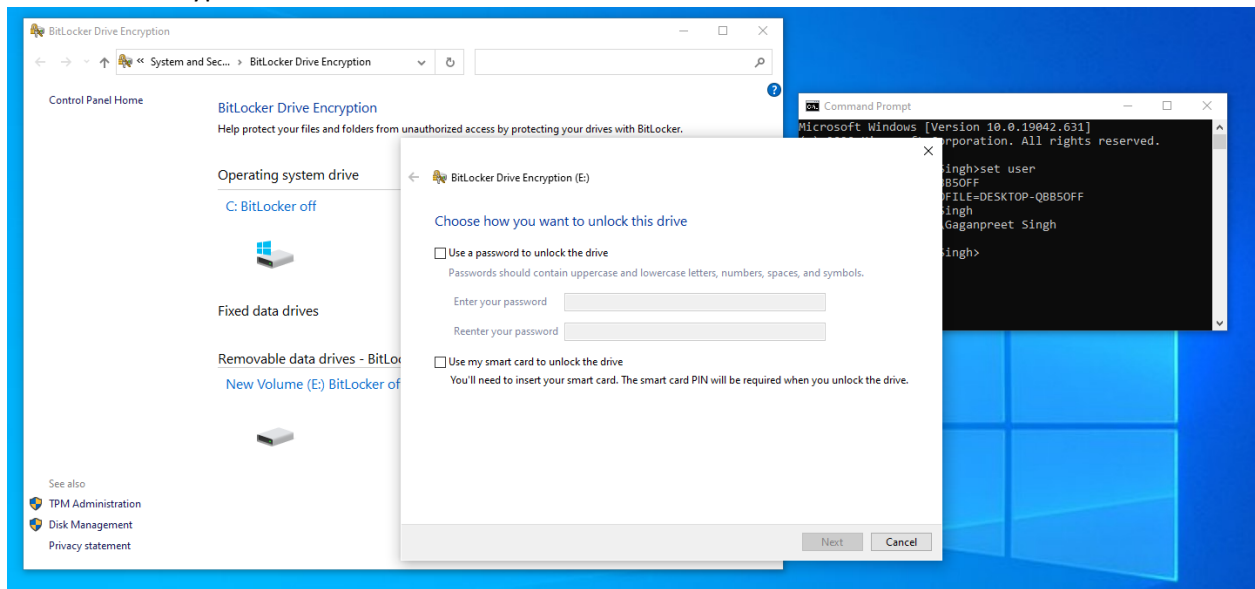 BitLocker Drive Encryption
« System and Sec... › BitLocker Drive Encryption
Control Panel Home
BitLocker Drive Encryption
Help protect your files and folders from unauthorized access by protecting your drives with BitLocker.
Operating system drive
C: BitLocker off
Fixed data drives
Removable data drives - BitLoc
New Volume (E:) BitLocker of
See also
TPM Administration
Disk Management
Privacy statement
BitLocker Drive Encryption (E:)
Choose how you want to unlock this drive
Use a password to unlock the drive
Passwords should contain uppercase and lowercase letters, numbers, spaces, and symbols.
Enter your password
Reenter your password
Use my smart card to unlock the drive
You'll need to insert your smart card. The smart card PIN will be required when you unlock the drive.
Next Cancel
Command Prompt
Microsoft Windows [Version 10.0.19042.631]
rporation. All rights reserved.
Singh>set user
BB5OFF
OFILE=DESKTOP-QBB5OFF
Singh
\Gaganpreet Singh
Singh>